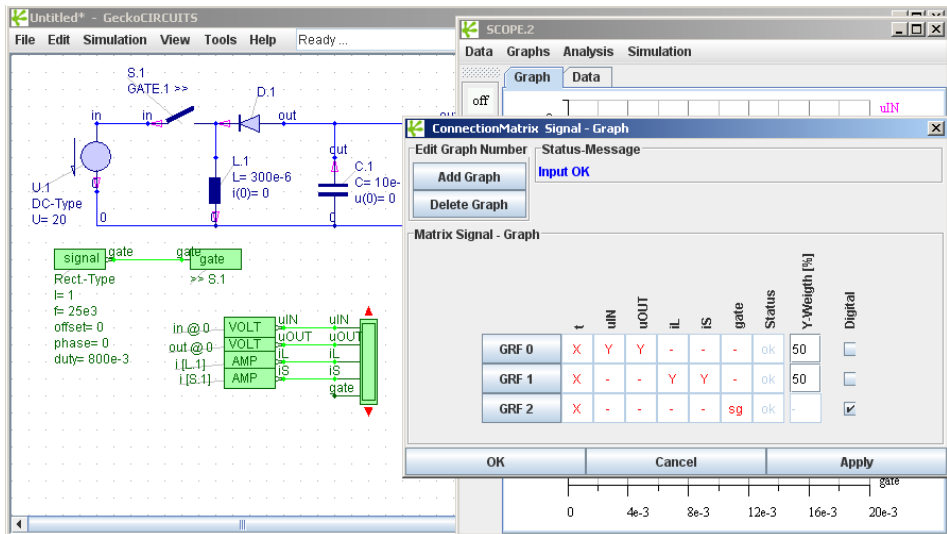 Untitled* - GeckoCIRCUITS
File Edit Simulation View Tools Help Ready ...
S.1
GATE.1 >>
D.1
in in out
out
L.1
L= 300e-6
i(0)= 0
C.1
C= 10e-
u(0)= 0
U.1
DC-Type
U= 20
0
0
0
0
signal gate gate gate
Rect.-Type >> S.1
I= 1
f= 25e3
offset= 0
phase= 0
duty= 800e-3
in @ 0 VOLT uIN uIN
out @ 0 VOLT uOUT uOUT
i [L.1] AMP iL iL
i [S.1] AMP iS iS
gate
SCOPE.2
Data Graphs Analysis Simulation
Graph Data
off
uIN
ConnectionMatrix Signal - Graph
Edit Graph Number Status-Message
Add Graph Input OK
Delete Graph
Matrix Signal - Graph
t uIN uOUT iL iS gate Status Y-Weigth [%] Digital
GRF 0 X Y Y - - - ok 50
GRF 1 X - - Y Y - ok 50
GRF 2 X - - - - sg ok -
OK Cancel Apply
gate
0 4e-3 8e-3 12e-3 16e-3 20e-3